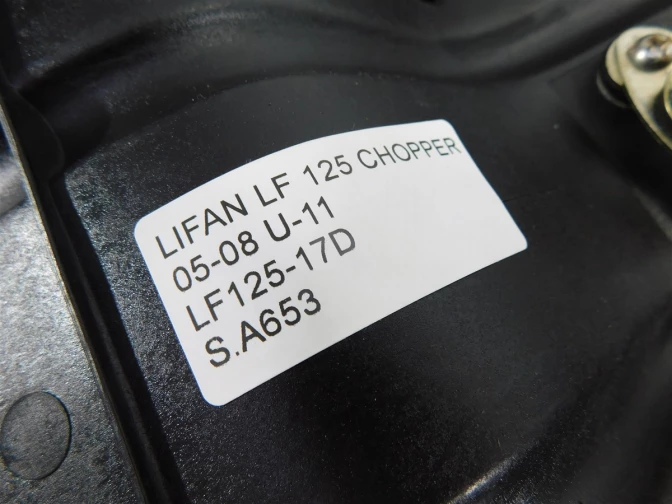 LIFAN LF 125 CHOPPER
05-08 U-11
LF125-17D
S.A653